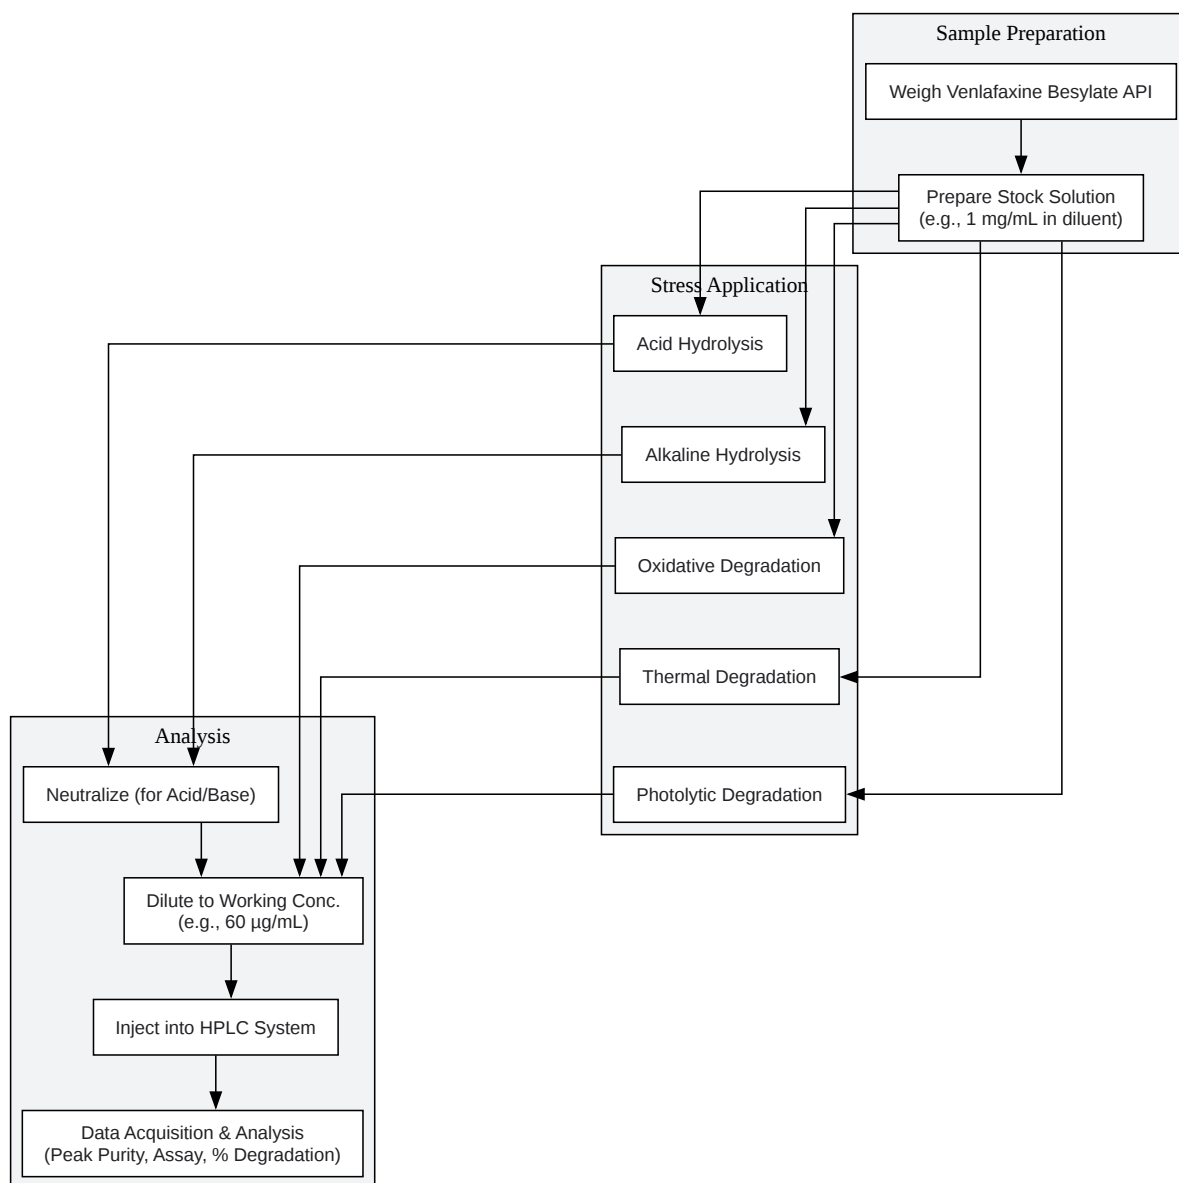 Sample Preparation
Weigh Venlafaxine Besylate API
Prepare Stock Solution
(e.g., 1 mg/mL in diluent)
Stress Application
Acid Hydrolysis
Alkaline Hydrolysis
Oxidative Degradation
Thermal Degradation
Photolytic Degradation
Analysis
Neutralize (for Acid/Base)
Dilute to Working Conc.
(e.g., 60 µg/mL)
Inject into HPLC System
Data Acquisition & Analysis
(Peak Purity, Assay, % Degradation)